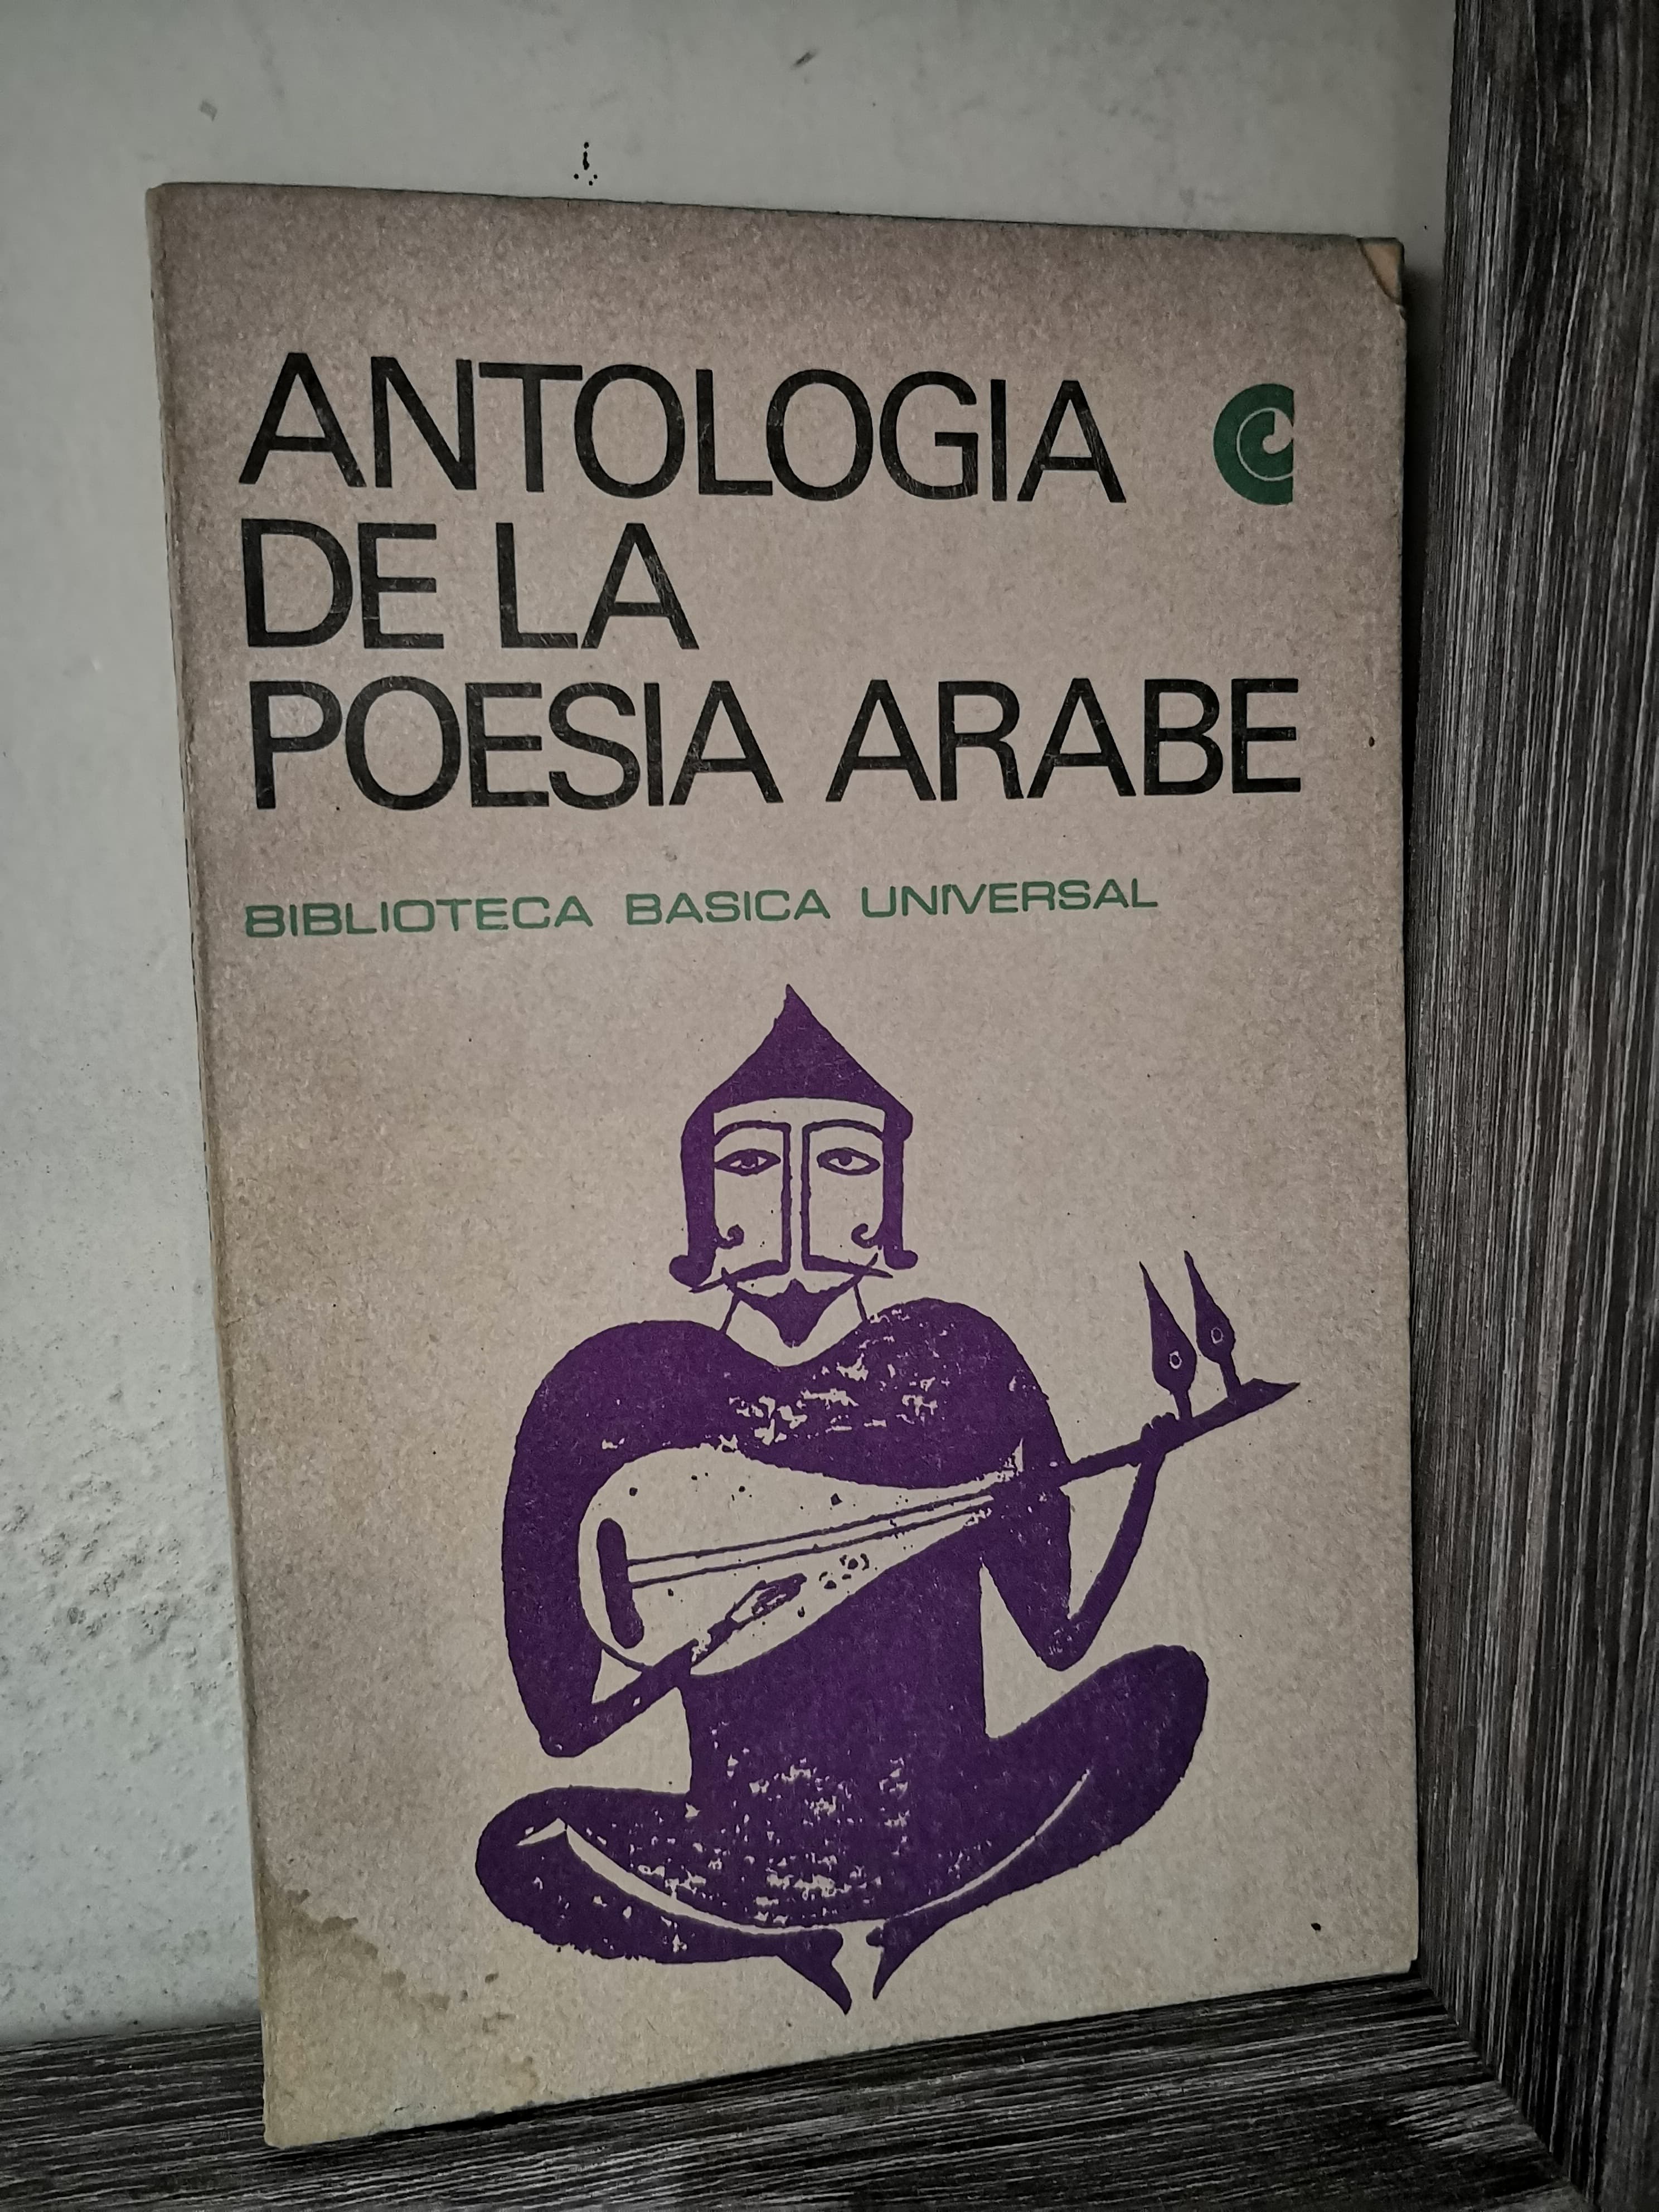 ANTOLOGIA
DE LA
POESIA ARABE
BIBLIOTECA BASICA UNIVERSAL